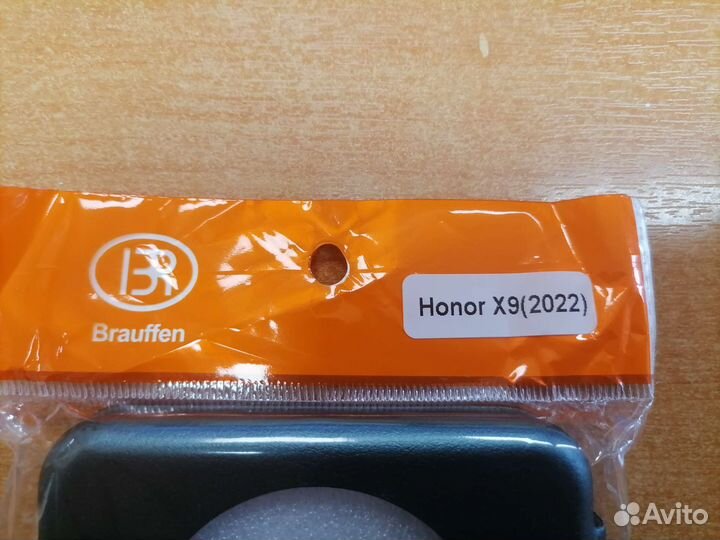 BR
Brauffen
Honor X9(2022)
Avito